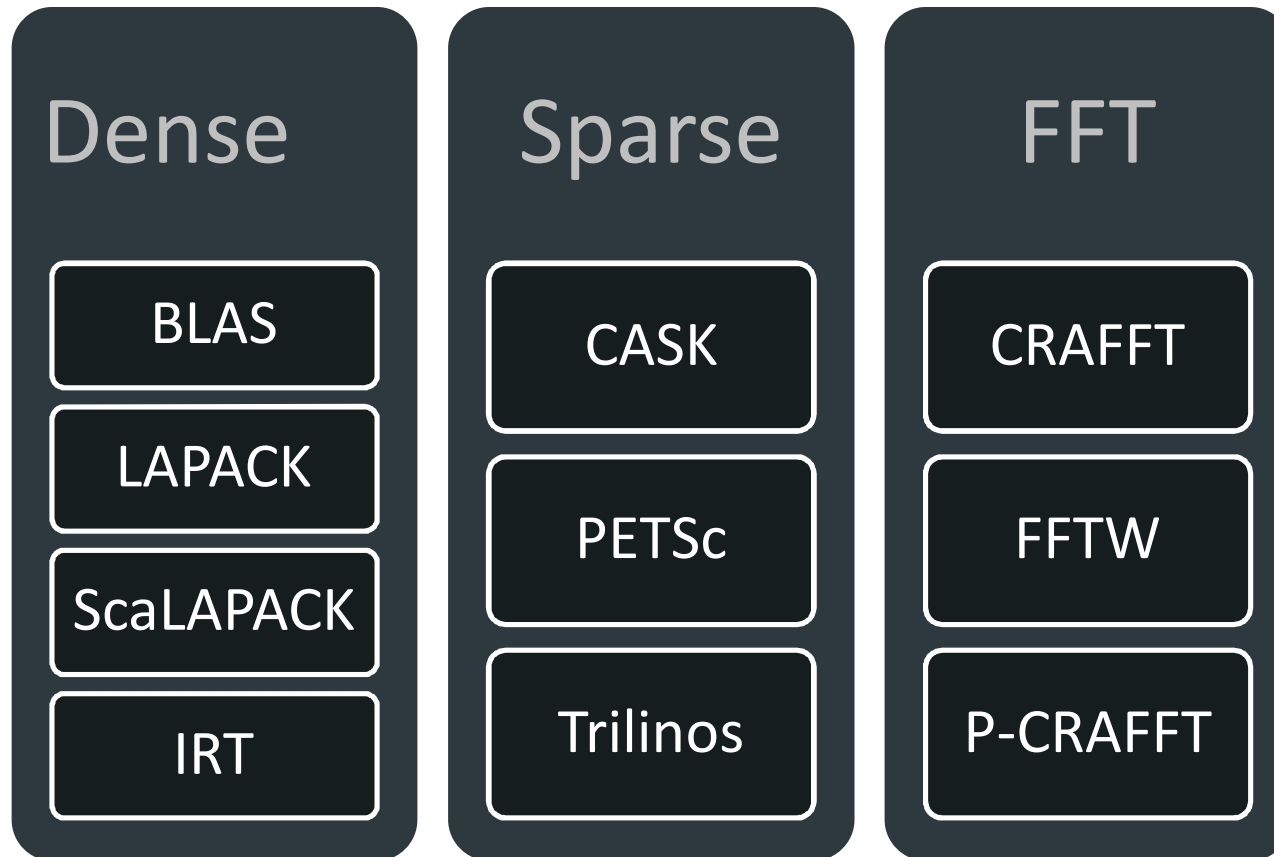 Dense
BLAS
LAPACK
ScaLAPACK
IRT
Sparse
CASK
PETSc
Trilinos
FFT
CRAFFT
FFTW
P-CRAFFT